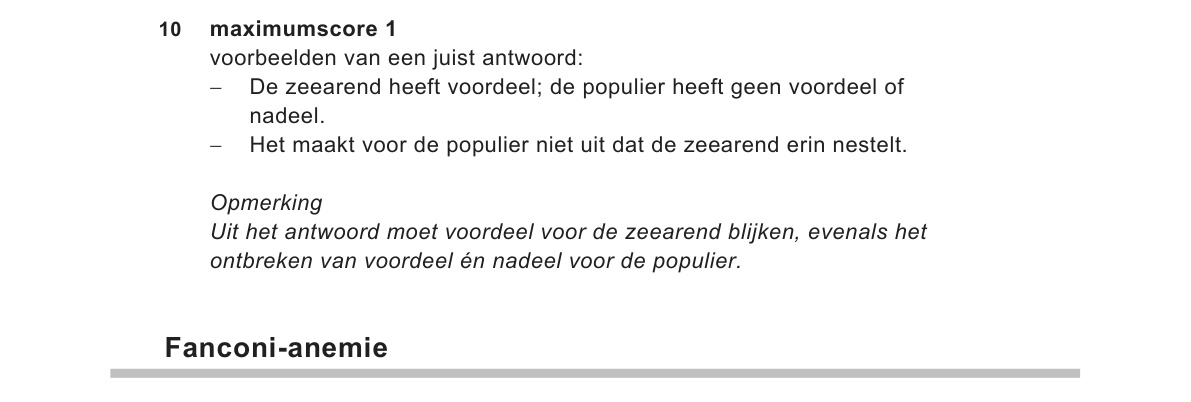 10 maximumscore 1
voorbeelden van een juist antwoord:
– De zeearend heeft voordeel; de populier heeft geen voordeel of
nadeel.
– Het maakt voor de populier niet uit dat de zeearend erin nestelt.
Opmerking
Uit het antwoord moet voordeel voor de zeearend blijken, evenals het
ontbreken van voordeel én nadeel voor de populier.
Fanconi-anemie